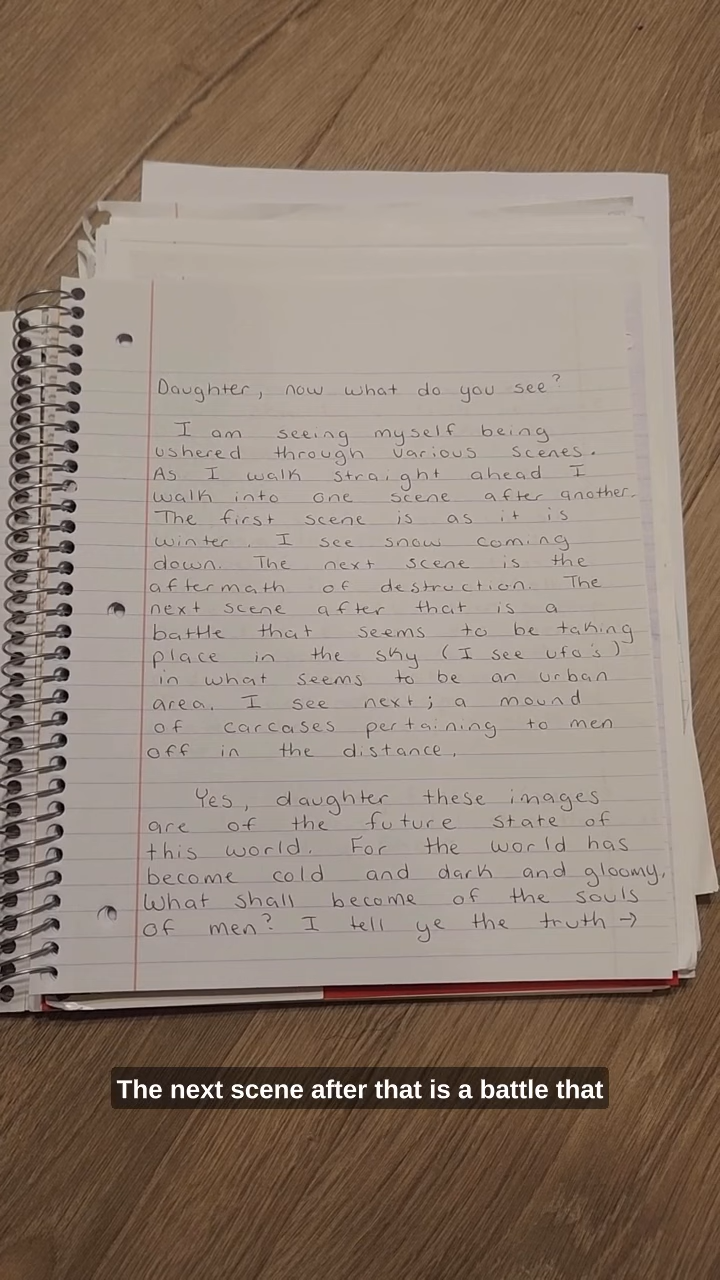 Daughter, now what do you see?
I am seeing myself being
ushered through various scenes.
As I walk straight ahead I
walk into one scene after another.
The first scene is as it is
winter. I see snow coming
down. The next scene is the
aftermath of destruction. The
next scene after that is a
battle that seems to be taking
place in the sky (I see ufo's)
in what seems to be an urban
area. I see next; a mound
of carcases pertaining to men
off in the distance.
Yes, daughter these images
are of the future state of
this world. For the world has
become cold and dark and gloomy.
What shall become of the souls
of men? I tell ye the truth →
The next scene after that is a battle that